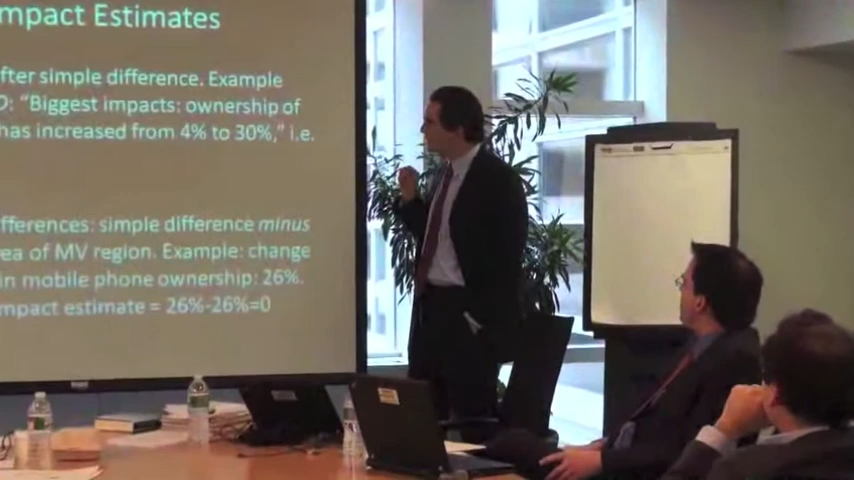 mpact Estimates
fter simple difference. Example
: "Biggest impacts: ownership of
has increased from 4% to 30%," i.e.
ferences: simple difference minus
rea of MV region. Example: change
in mobile phone ownership: 26%.
mpact estimate = 26%-26%=0